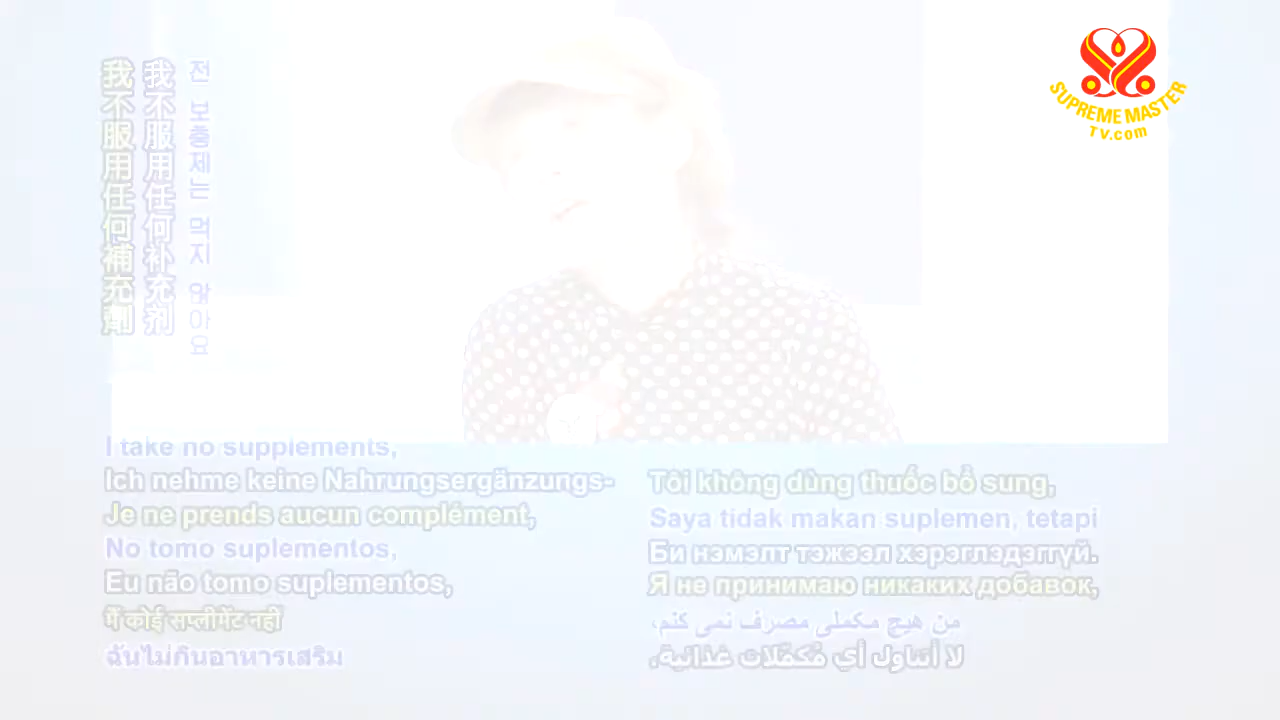 SUPREME MASTER
TV.com
我不服用任何補充劑
我不服用任何补充剂
전 보충제는 먹지 않아요
I take no supplements,
Ich nehme keine Nahrungsergänzungs-
Je ne prends aucun complément,
No tomo suplementos,
Eu não tomo suplementos,
मैं कोई सप्लीमेंट नहीं
ฉันไม่กินอาหารเสริม
Tôi không dùng thuốc bổ sung,
Saya tidak makan suplemen, tetapi
Би нэмэлт тэжээл хэрэглэдэггүй.
Я не принимаю никаких добавок,
من هیچ مکملی مصرف نمی کنم،
لا أتناول أي مُكمّلات غذائية،